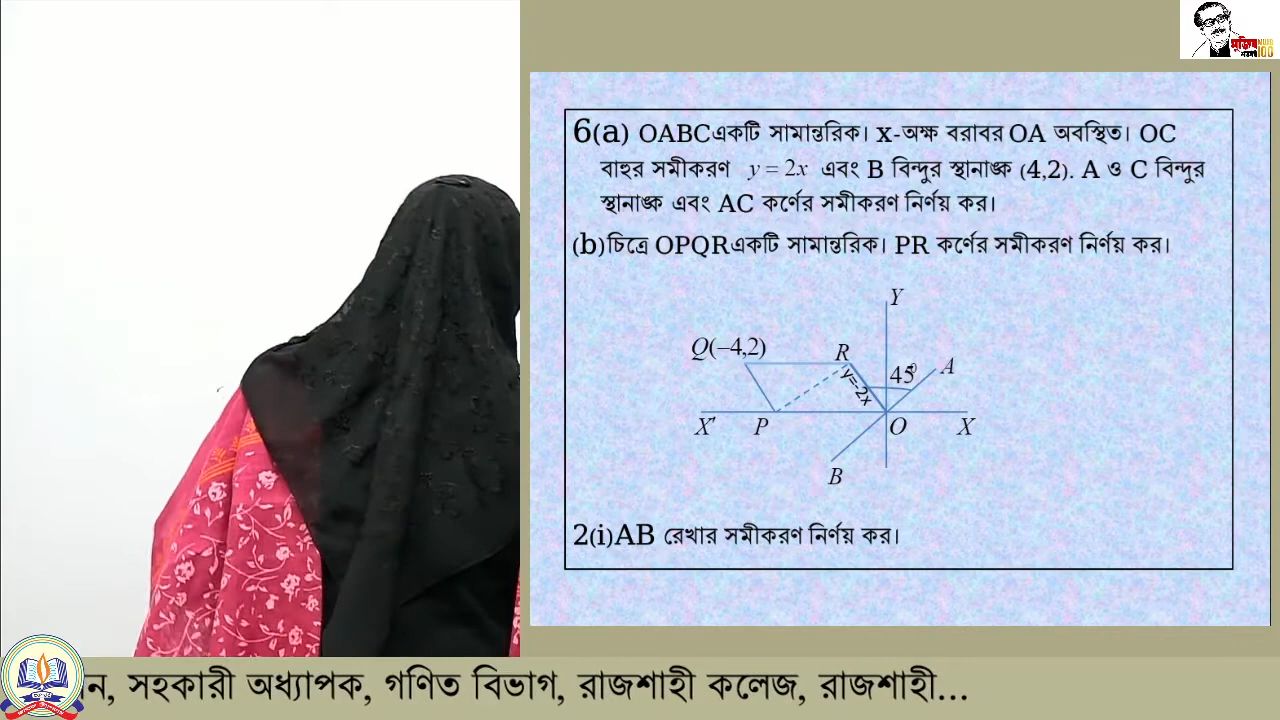 মুজিব
শতবর্ষ
100
6(a) OABCএকটি সামান্তরিক। x-অক্ষ বরাবর OA অবস্থিত। OC
বাহুর সমীকরণ y = 2x এবং B বিন্দুর স্থানাঙ্ক (4,2). A ও C বিন্দুর
স্থানাঙ্ক এবং AC কর্ণের সমীকরণ নির্ণয় কর।
(b)চিত্রে OPQRএকটি সামান্তরিক। PR কর্ণের সমীকরণ নির্ণয় কর।
Y
Q(–4,2)
R
y=-2x
45°
A
X′
P
O
X
B
2(i)AB রেখার সমীকরণ নির্ণয় কর।
ন, সহকারী অধ্যাপক, গণিত বিভাগ, রাজশাহী কলেজ, রাজশাহী...